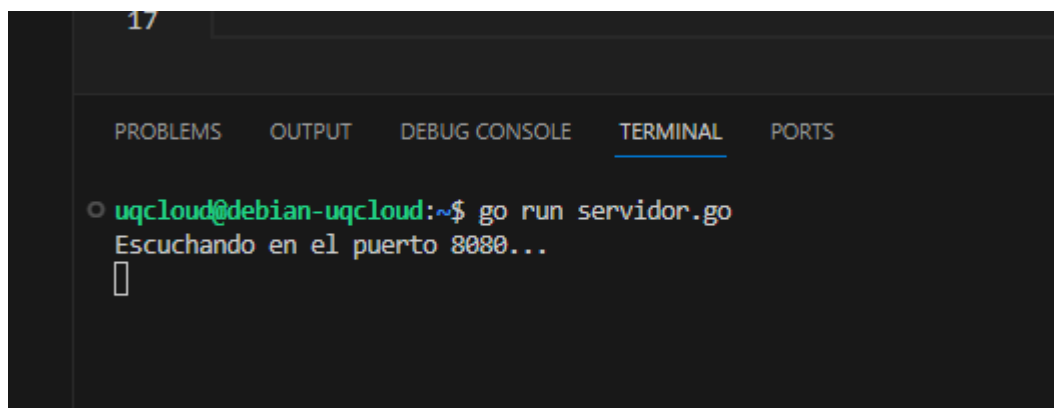 17
PROBLEMS OUTPUT DEBUG CONSOLE TERMINAL PORTS
uqcloud@debian-uqcloud:~$ go run servidor.go
Escuchando en el puerto 8080...